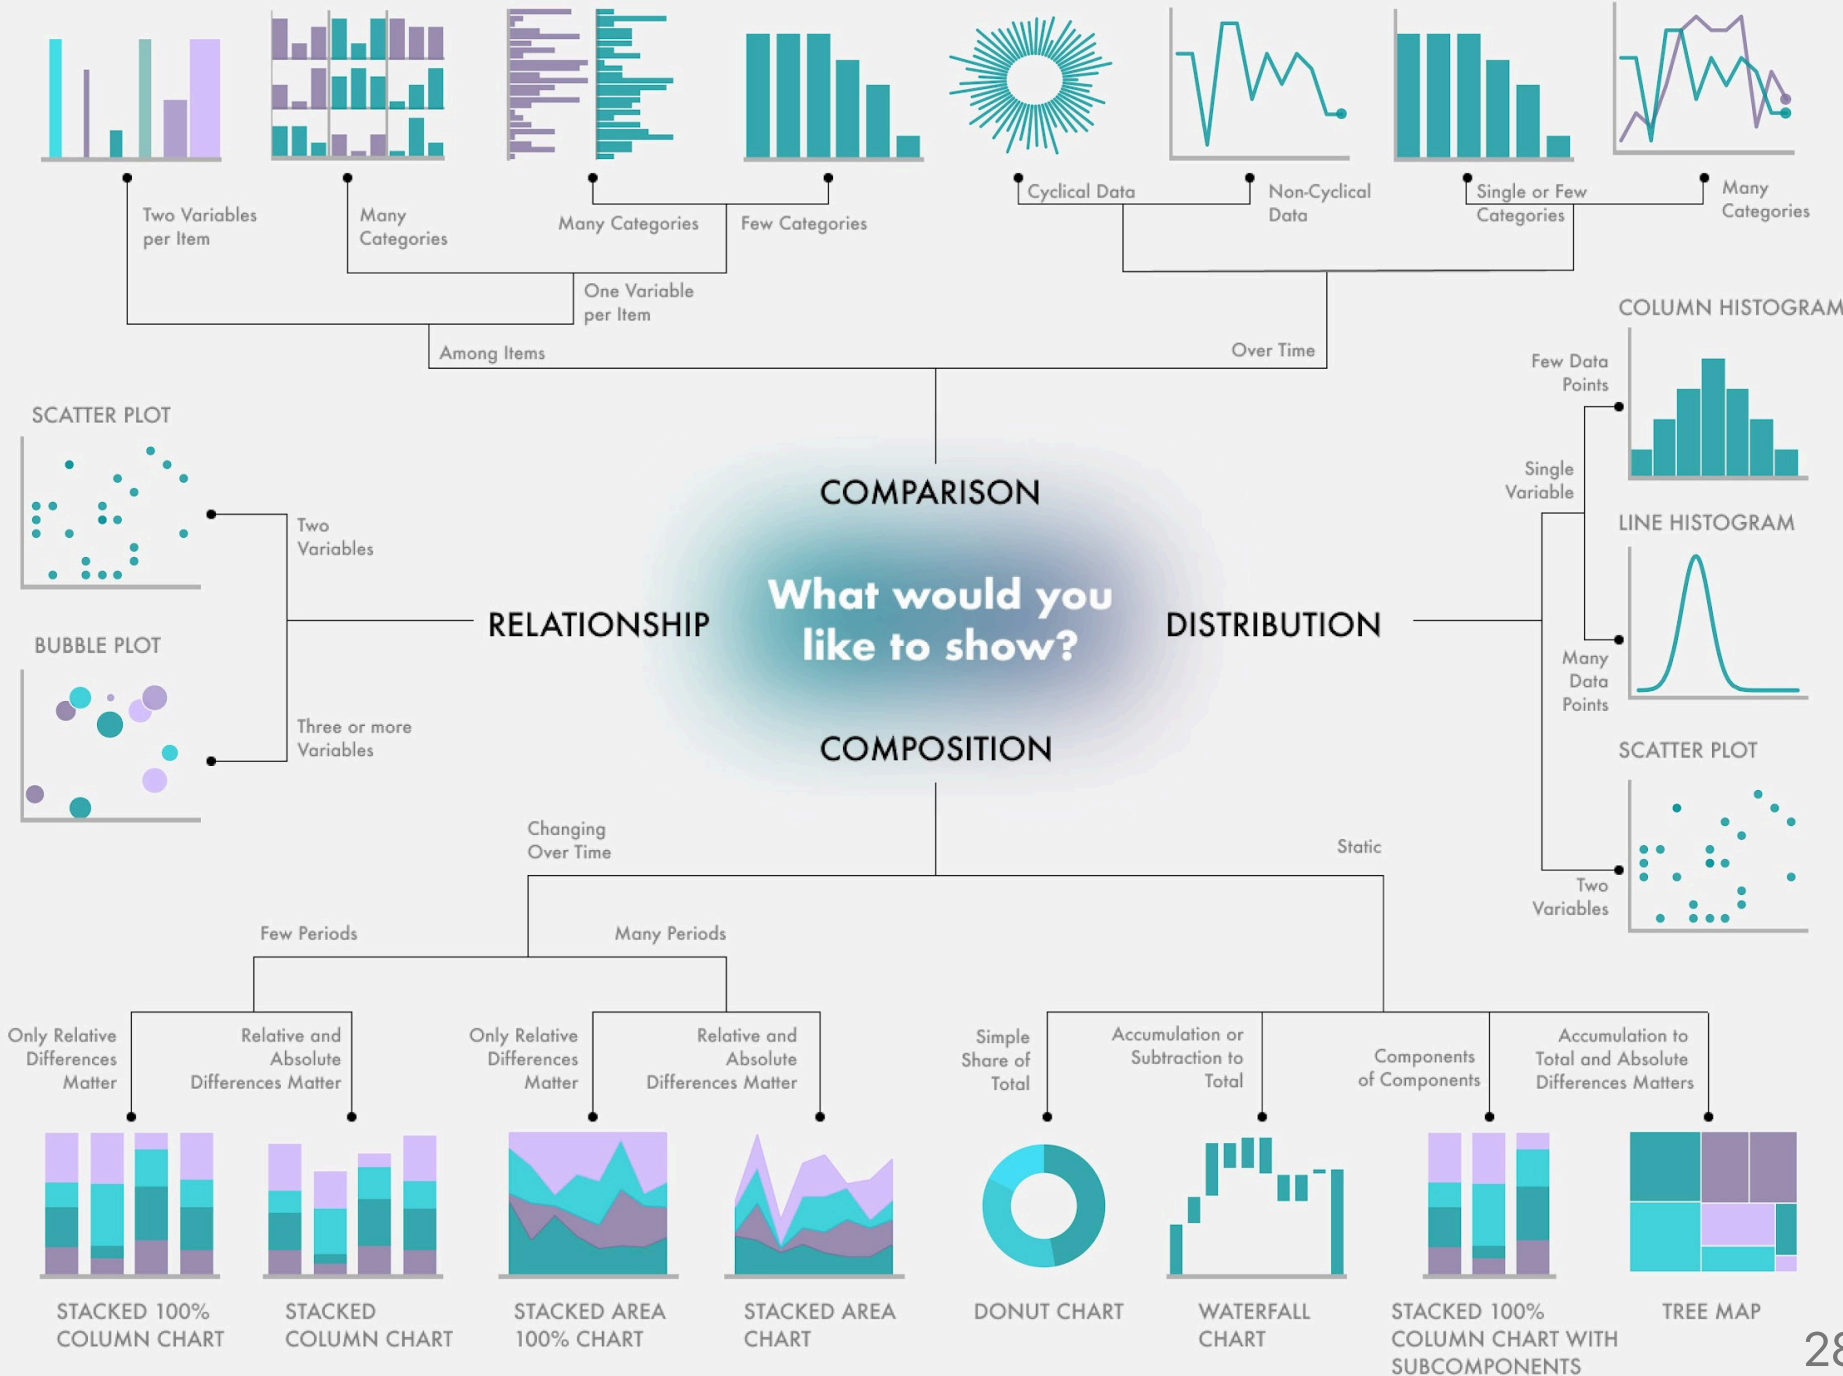 Two Variables
per Item
Many
Categories
Many Categories
Few Categories
Cyclical Data
Non-Cyclical
Data
Single or Few
Categories
Many
Categories
One Variable
per Item
Among Items
Over Time
COLUMN HISTOGRAM
Few Data
Points
SCATTER PLOT
Single
Variable
COMPARISON
Two
Variables
LINE HISTOGRAM
What would you
like to show?
RELATIONSHIP
DISTRIBUTION
BUBBLE PLOT
Many
Data
Points
Three or more
Variables
COMPOSITION
SCATTER PLOT
Changing
Over Time
Static
Two
Variables
Few Periods
Many Periods
Only Relative
Differences
Matter
Relative and
Absolute
Differences Matter
Only Relative
Differences
Matter
Relative and
Absolute
Differences Matter
Simple
Share of
Total
Accumulation or
Subtraction to
Total
Components
of Components
Accumulation to
Total and Absolute
Differences Matters
STACKED 100%
COLUMN CHART
STACKED
COLUMN CHART
STACKED AREA
100% CHART
STACKED AREA
CHART
DONUT CHART
WATERFALL
CHART
STACKED 100%
COLUMN CHART WITH
SUBCOMPONENTS
TREE MAP
28